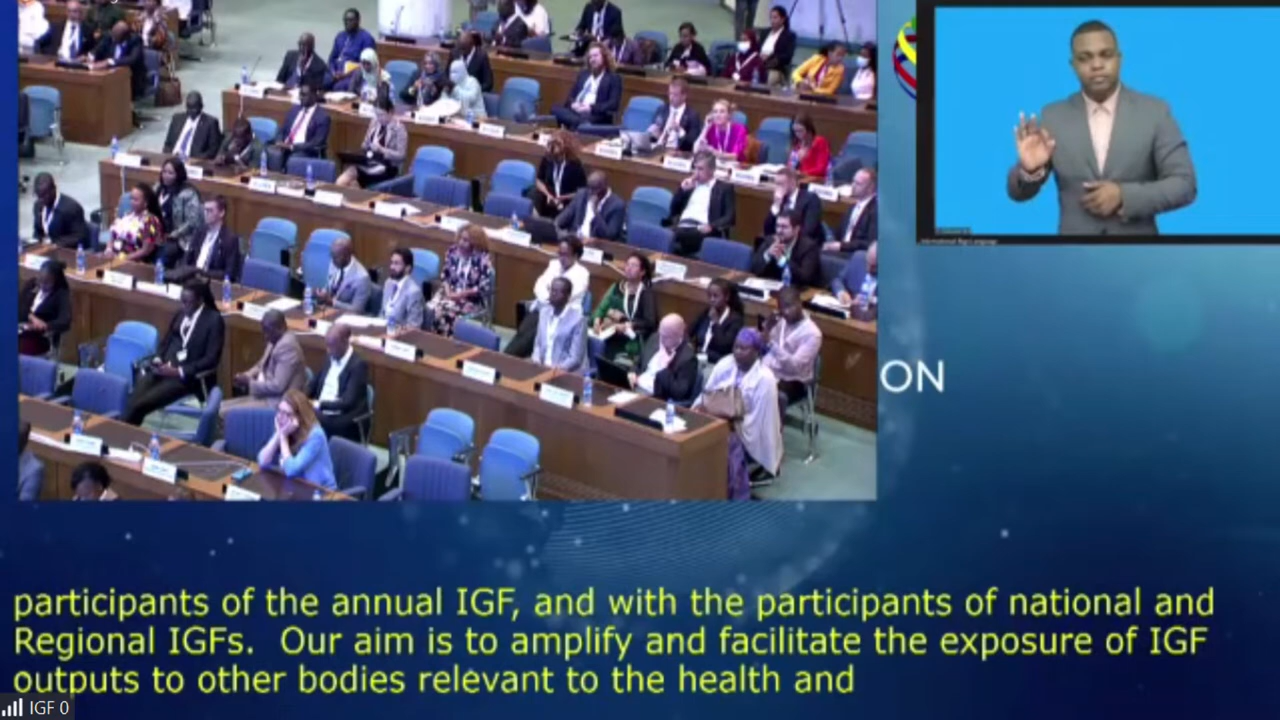 ON
participants of the annual IGF, and with the participants of national and
Regional IGFs.  Our aim is to amplify and facilitate the exposure of IGF
outputs to other bodies relevant to the health and
IGF 0